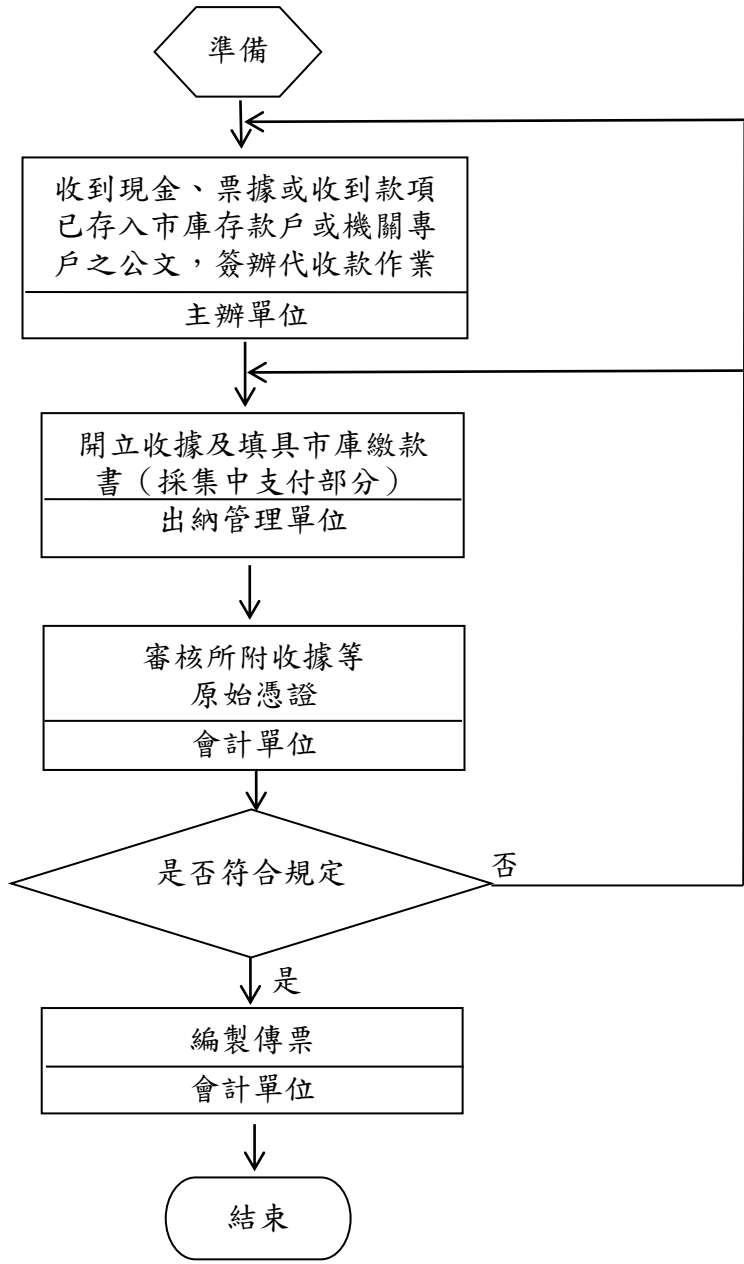 準備
收到現金、票據或收到款項
已存入市庫存款戶或機關專
戶之公文，簽辦代收款作業
主辦單位
開立收據及填具市庫繳款
書（採集中支付部分）
出納管理單位
審核所附收據等
原始憑證
會計單位
是否符合規定
否
是
編製傳票
會計單位
結束